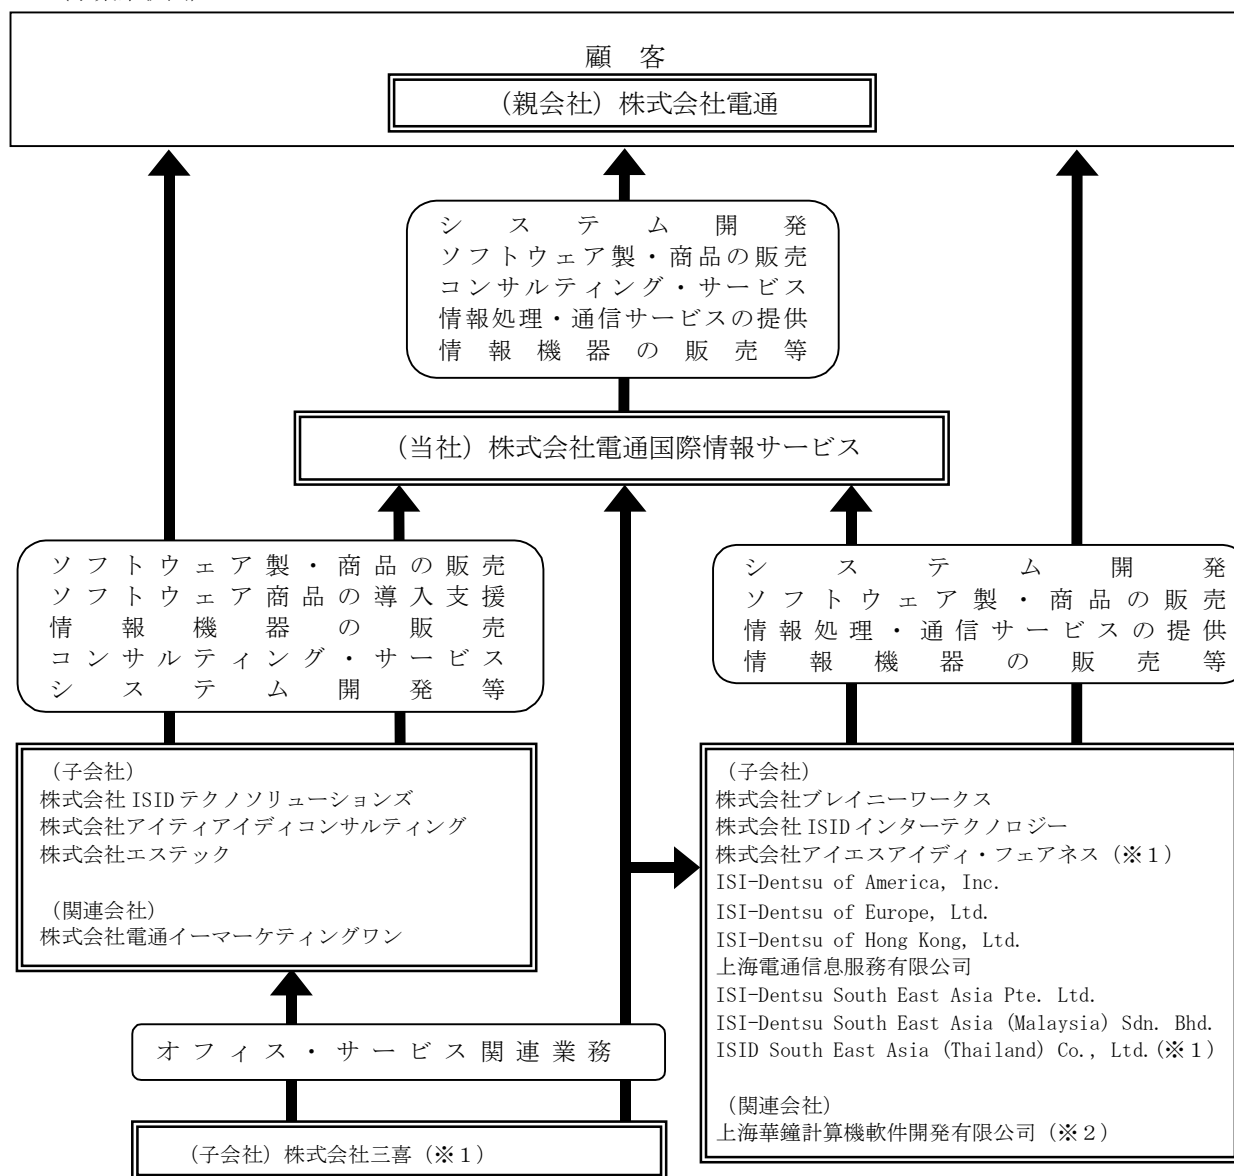 顧 客
(親会社)株式会社電通
システム開発
ソフトウェア製・商品の販売
コンサルティング・サービス
情報処理・通信サービスの提供
情報機器の販売等
(当社)株式会社電通国際情報サービス
ソフトウェア製・商品の販売
ソフトウェア商品の導入支援
情報機器の販売
コンサルティング・サービス
システム開発等
システム開発
ソフトウェア製・商品の販売
情報処理・通信サービスの提供
情報機器の販売等
(子会社)
株式会社 ISID テクノソリューションズ
株式会社アイティアイディコンサルティング
株式会社エステック
(関連会社)
株式会社電通イーマーケティングワン
(子会社)
株式会社ブレイニーワークス
株式会社 ISID インターテクノロジー
株式会社アイエスアイディ・フェアネス(※1)
ISI-Dentsu of America, Inc.
ISI-Dentsu of Europe, Ltd.
ISI-Dentsu of Hong Kong, Ltd.
上海電通信息服務有限公司
ISI-Dentsu South East Asia Pte. Ltd.
ISI-Dentsu South East Asia (Malaysia) Sdn. Bhd.
ISID South East Asia (Thailand) Co., Ltd.(※1)
(関連会社)
上海華鐘計算機軟件開発有限公司(※2)
オフィス・サービス関連業務
(子会社)株式会社三喜(※1)